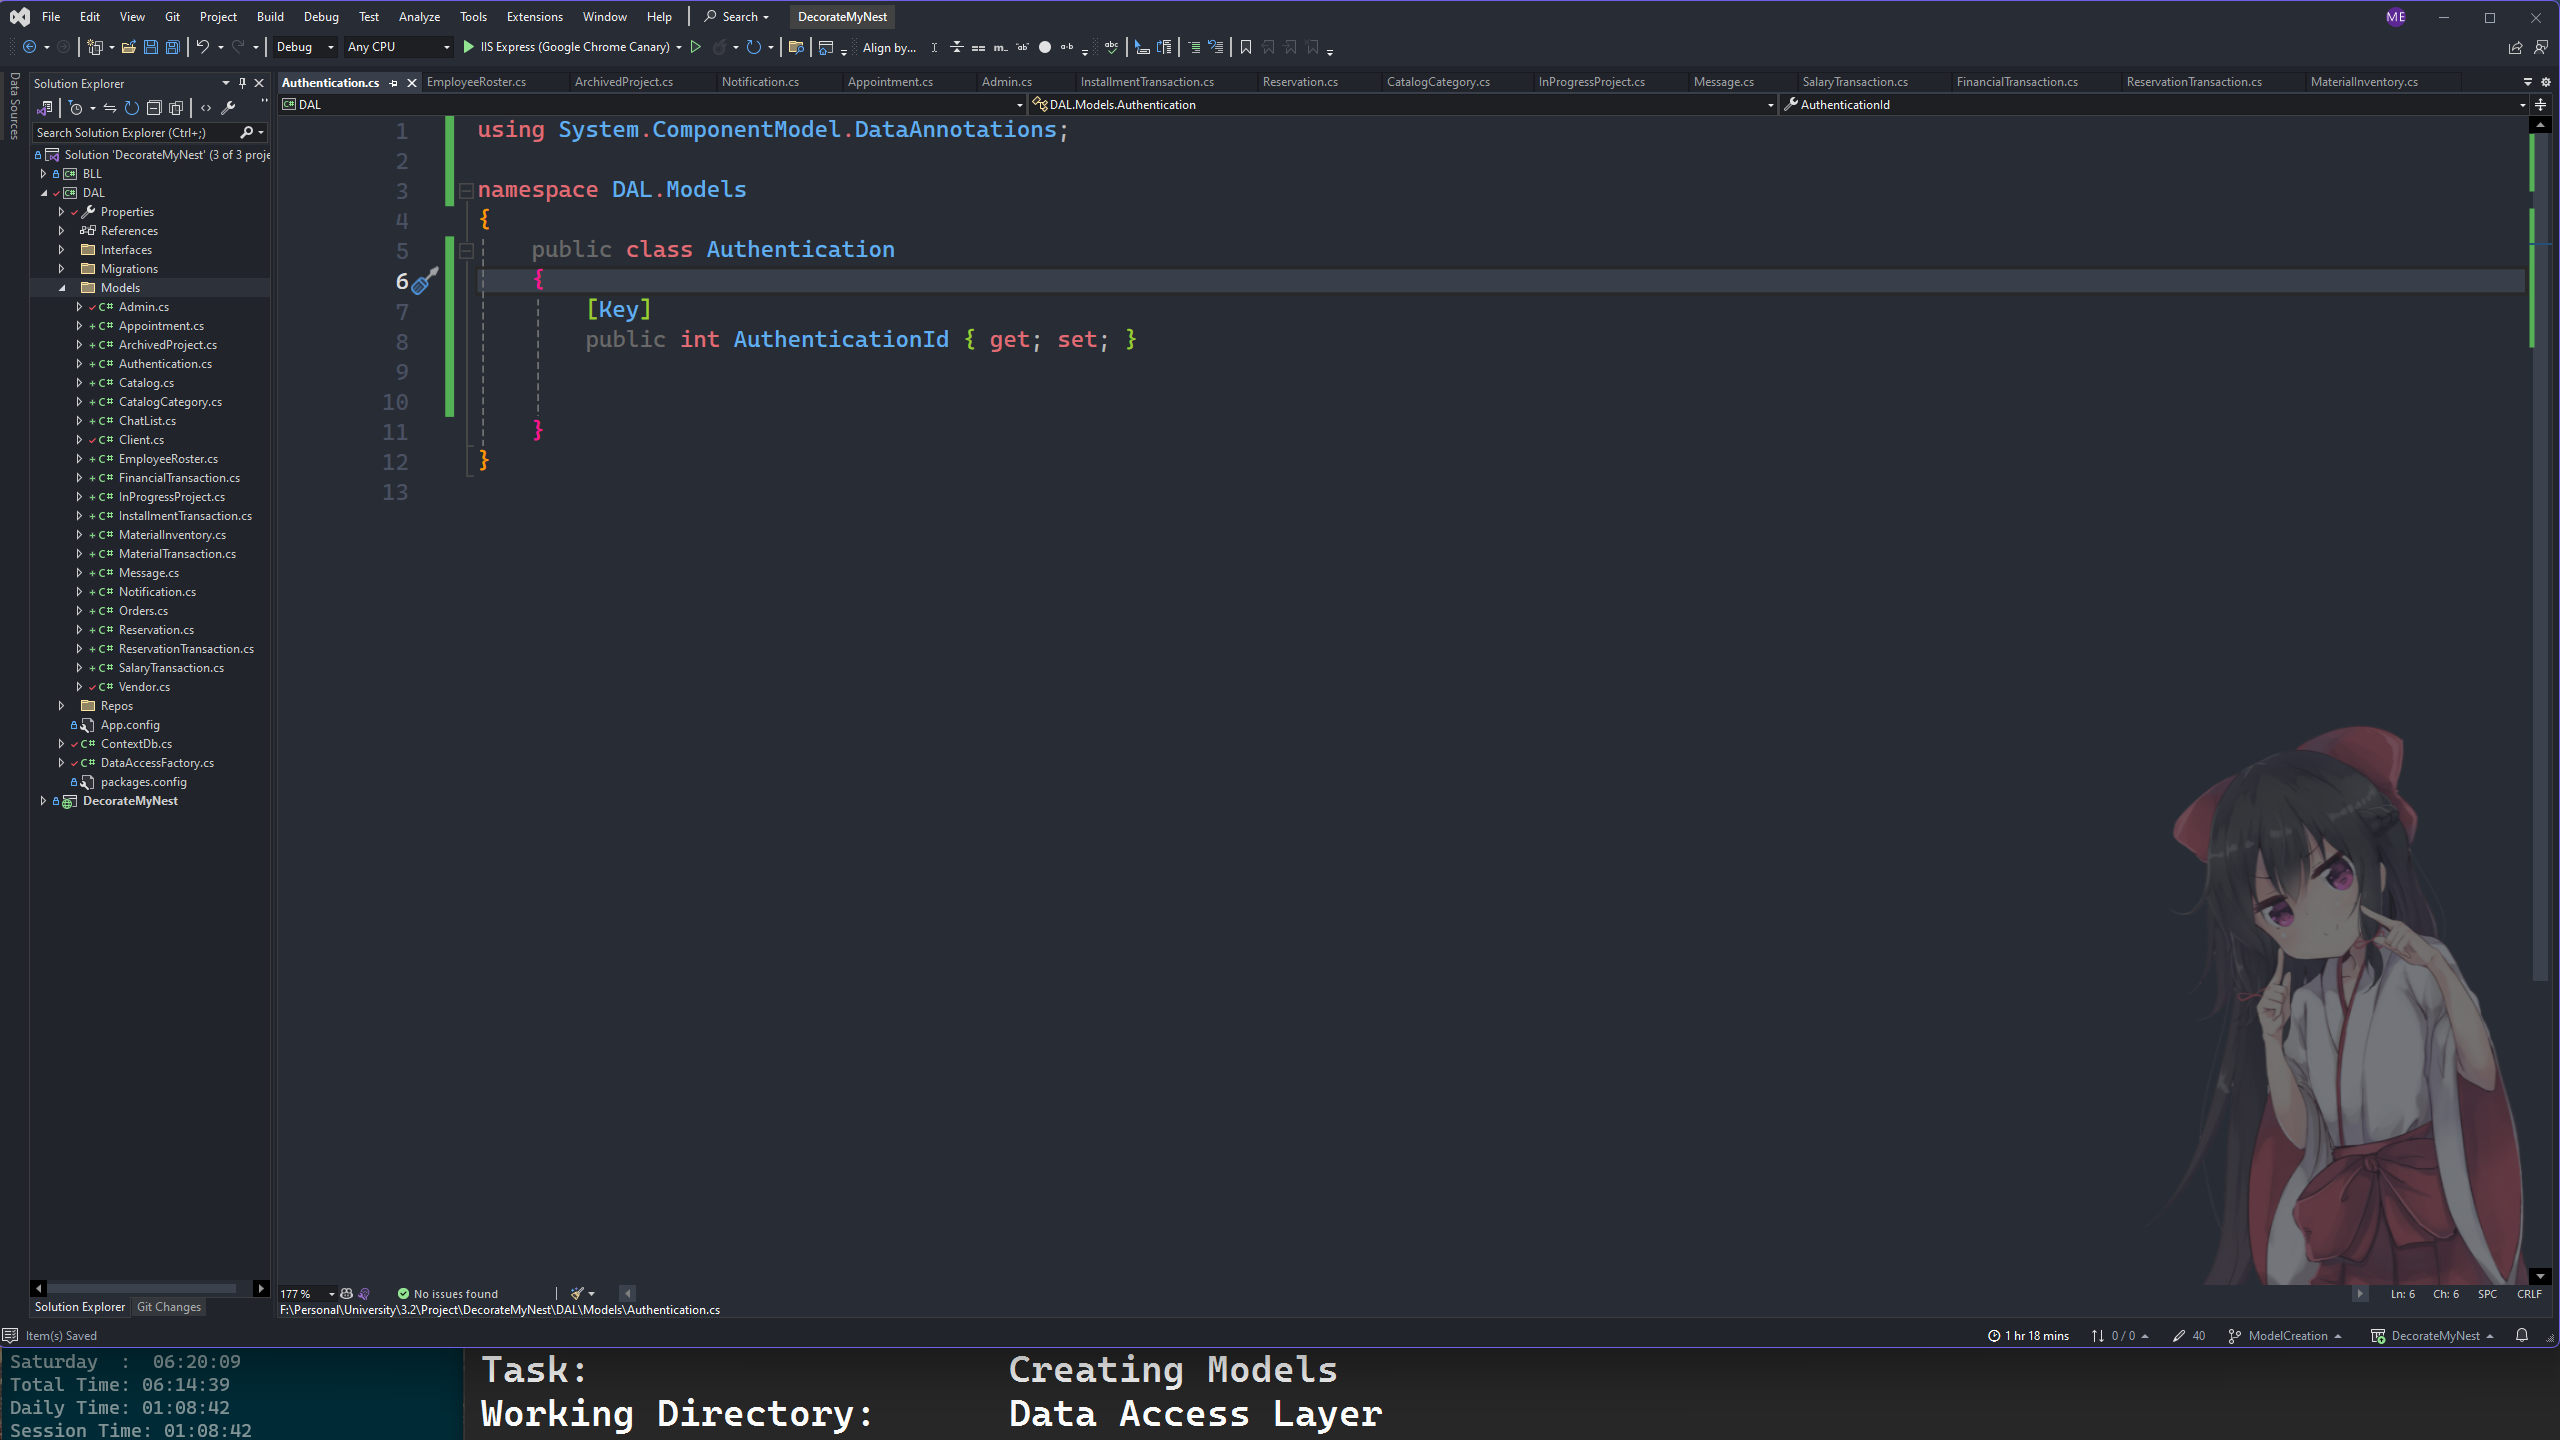 File Edit View Git Project Build Debug Test Analyze Tools Extensions Window Help Search DecorateMyNest ME
Debug Any CPU IIS Express (Google Chrome Canary) Align by...
Data Sources
Solution Explorer
Search Solution Explorer (Ctrl+;)
Solution 'DecorateMyNest' (3 of 3 proje
BLL
DAL
Properties
References
Interfaces
Migrations
Models
C# Admin.cs
C# Appointment.cs
C# ArchivedProject.cs
C# Authentication.cs
C# Catalog.cs
C# CatalogCategory.cs
C# ChatList.cs
C# Client.cs
C# EmployeeRoster.cs
C# FinancialTransaction.cs
C# InProgressProject.cs
C# InstallmentTransaction.cs
C# MaterialInventory.cs
C# MaterialTransaction.cs
C# Message.cs
C# Notification.cs
C# Orders.cs
C# Reservation.cs
C# ReservationTransaction.cs
C# SalaryTransaction.cs
C# Vendor.cs
Repos
App.config
C# ContextDb.cs
C# DataAccessFactory.cs
packages.config
DecorateMyNest
Solution Explorer Git Changes
Authentication.cs EmployeeRoster.cs ArchivedProject.cs Notification.cs Appointment.cs Admin.cs InstallmentTransaction.cs Reservation.cs CatalogCategory.cs InProgressProject.cs Message.cs SalaryTransaction.cs FinancialTransaction.cs ReservationTransaction.cs MaterialInventory.cs
DAL DAL.Models.Authentication AuthenticationId
1 using System.ComponentModel.DataAnnotations;
2
3 namespace DAL.Models
4 {
5 public class Authentication
6 {
7 [Key]
8 public int AuthenticationId { get; set; }
9
10
11 }
12 }
13
177 % No issues found Ln: 6 Ch: 6 SPC CRLF
F:\Personal\University\3.2\Project\DecorateMyNest\DAL\Models\Authentication.cs
Item(s) Saved 1 hr 18 mins 0 / 0 40 ModelCreation DecorateMyNest
Saturday : 06:20:09
Total Time: 06:14:39
Daily Time: 01:08:42
Session Time: 01:08:42
Task: Creating Models
Working Directory: Data Access Layer